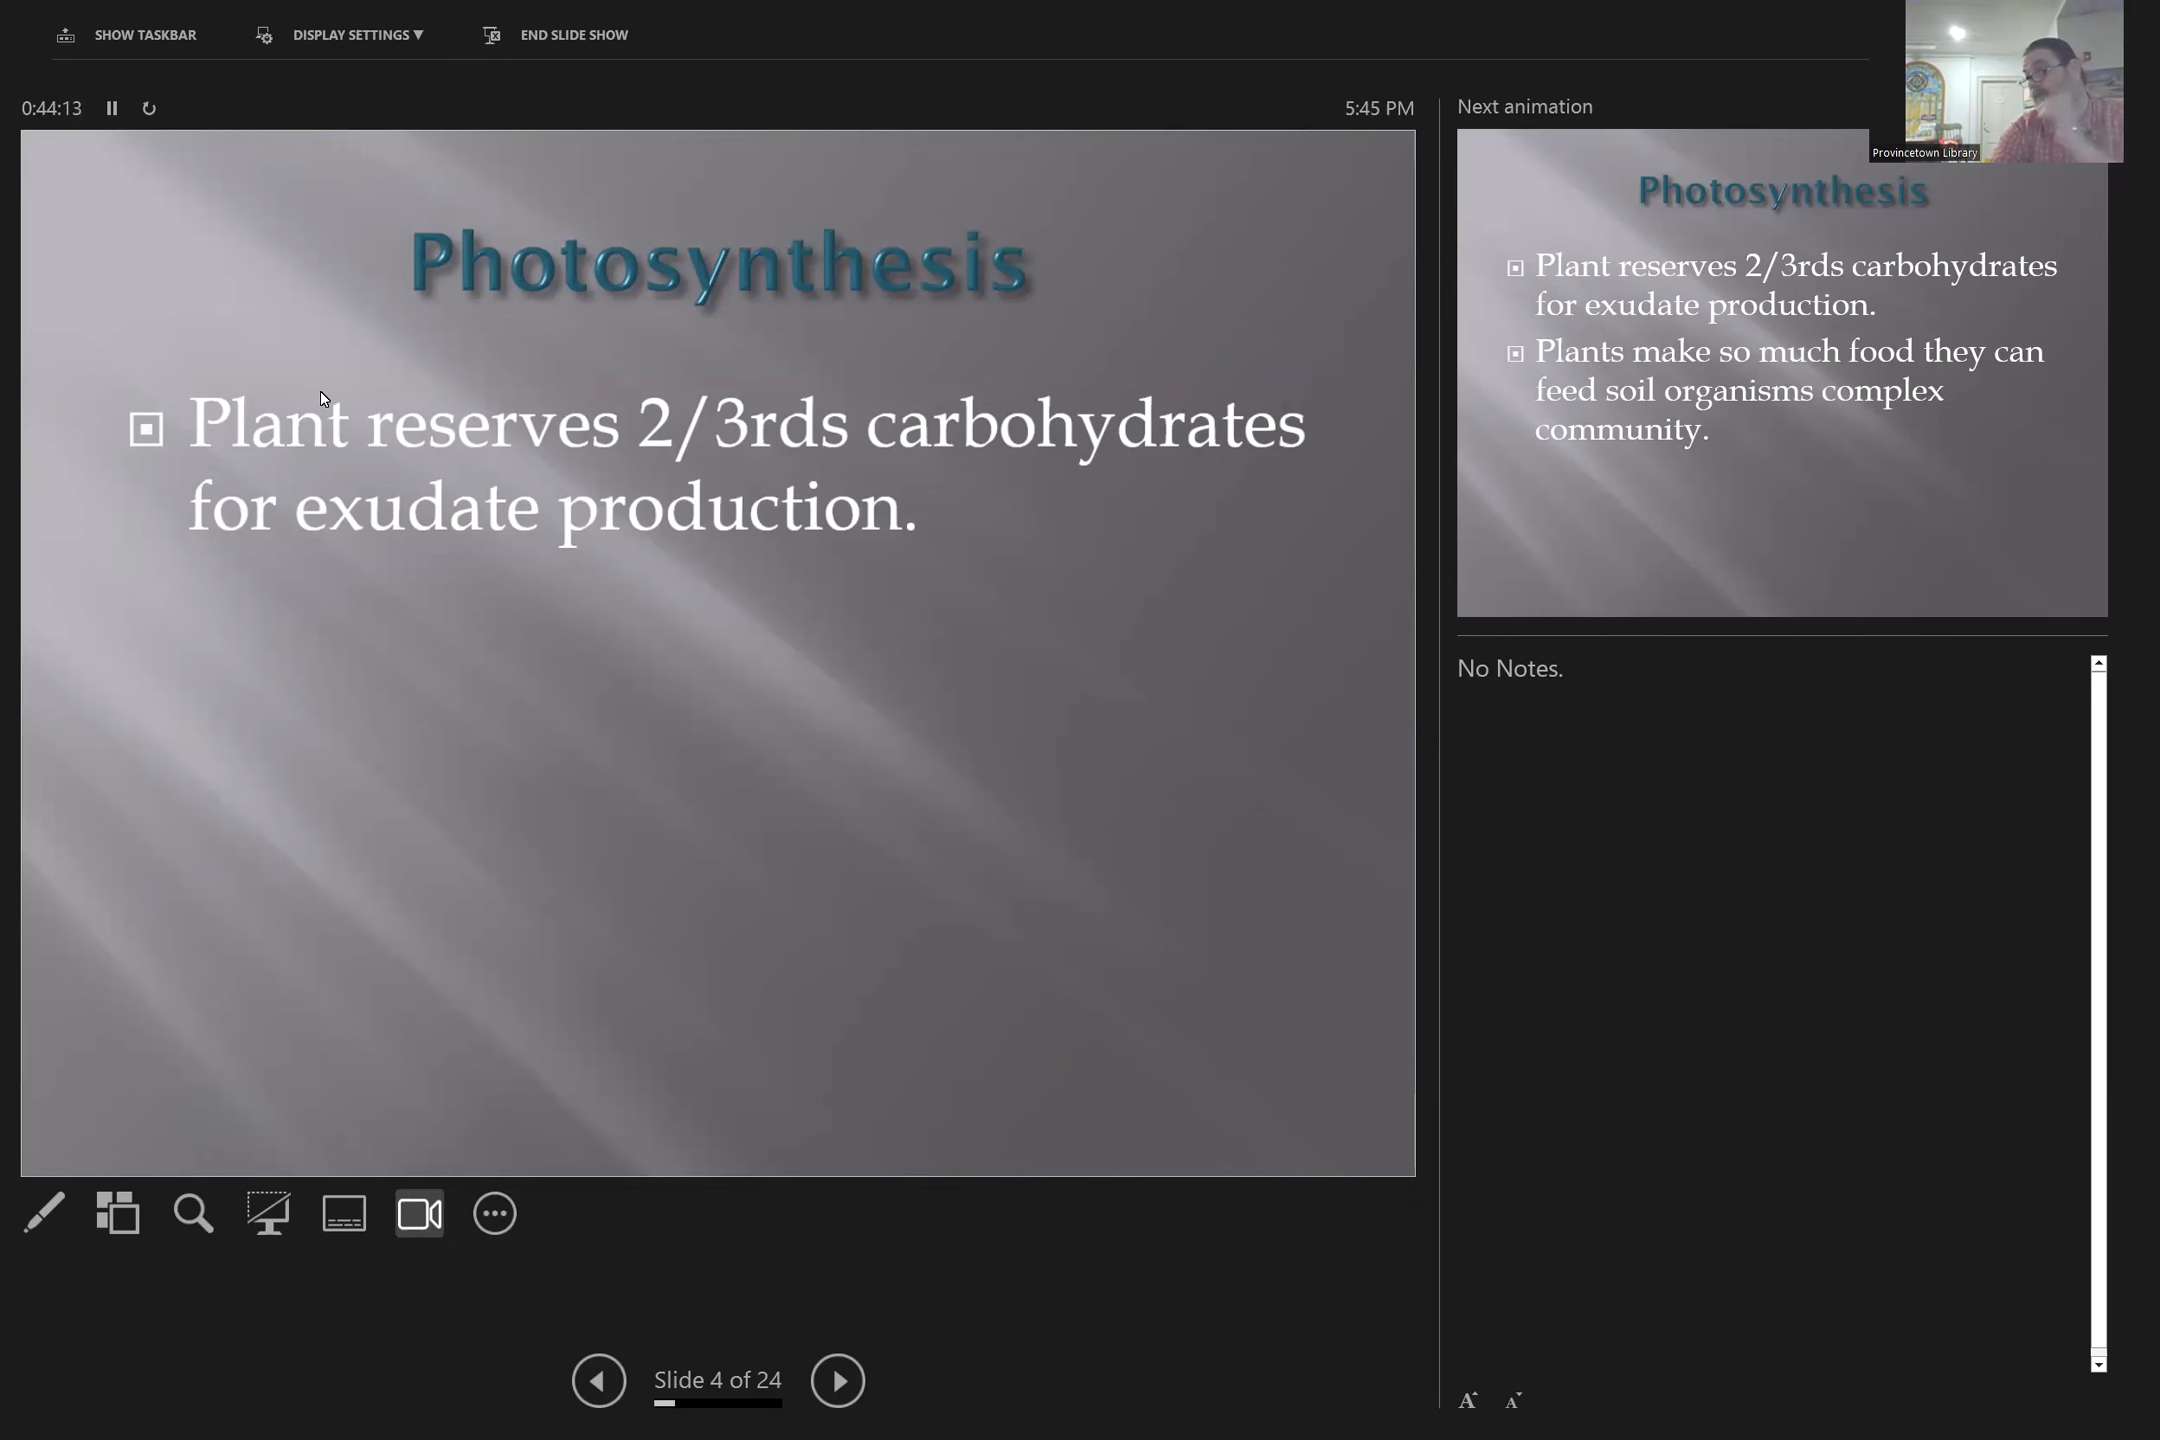 SHOW TASKBAR
DISPLAY SETTINGS ▼
END SLIDE SHOW
0:44:13
5:45 PM
Photosynthesis
Plant reserves 2/3rds carbohydrates
for exudate production.
Next animation
Provincetown Library
Photosynthesis
Plant reserves 2/3rds carbohydrates
for exudate production.
Plants make so much food they can
feed soil organisms complex
community.
No Notes.
Slide 4 of 24
A
A